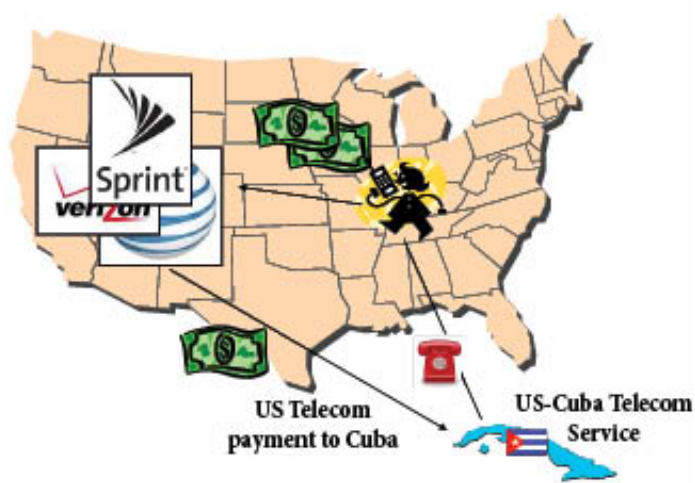 Sprint
verizon
US Telecom
payment to Cuba
US-Cuba Telecom
Service